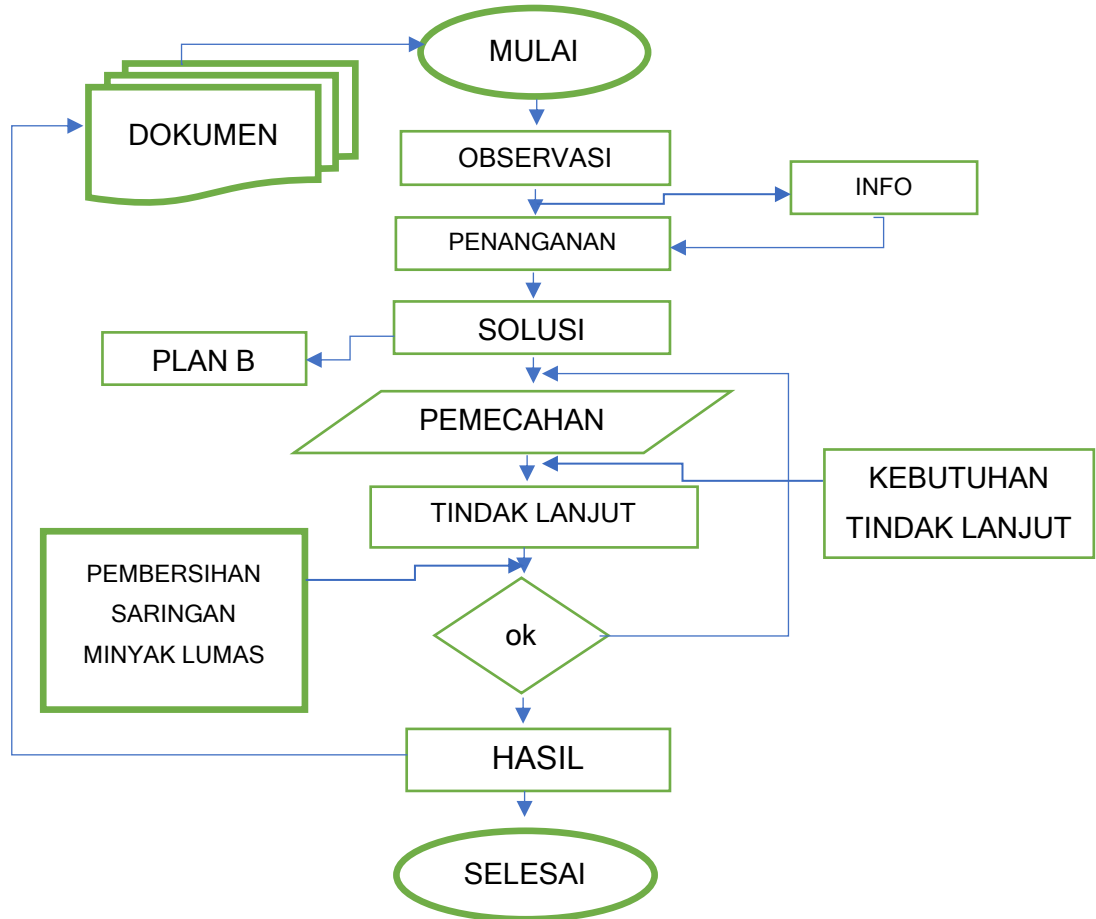 MULAI
DOKUMEN
OBSERVASI
INFO
PENANGANAN
SOLUSI
PLAN B
PEMECAHAN
KEBUTUHAN
TINDAK LANJUT
TINDAK LANJUT
PEMBERSIHAN
SARINGAN
MINYAK LUMAS
ok
HASIL
SELESAI